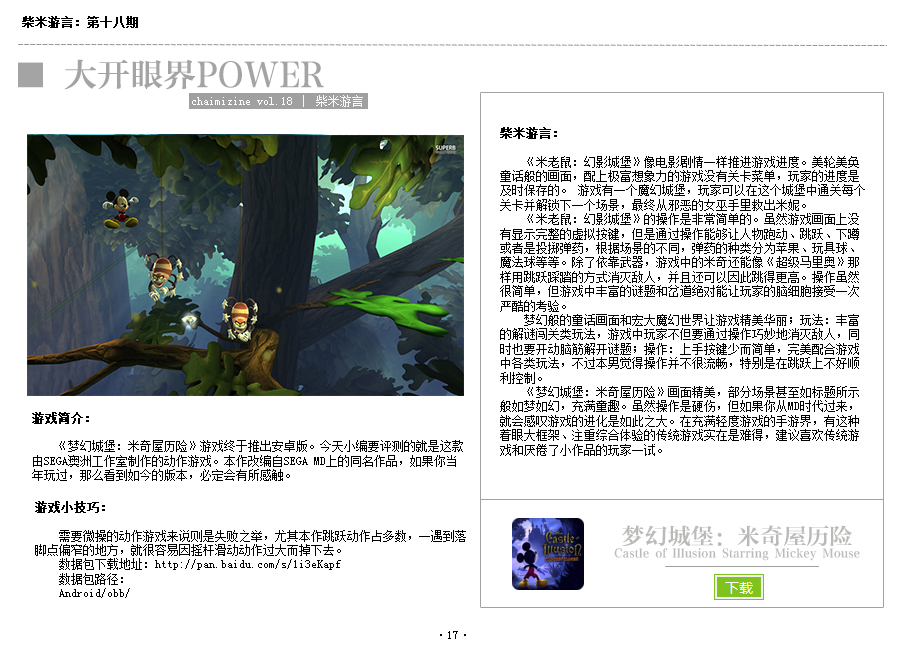 柴米游言：第十八期
大开眼界POWER
chaimizine vol.18 | 柴米游言
SUPERB
游戏简介：
《梦幻城堡：米奇屋历险》游戏终于推出安卓版。今天小编要评测的就是这款
由SEGA澳洲工作室制作的动作游戏。本作改编自SEGA MD上的同名作品，如果你当
年玩过，那么看到如今的版本，必定会有所感触。
游戏小技巧：
需要微操的动作游戏来说则是失败之举，尤其本作跳跃动作占多数，一遇到落
脚点偏窄的地方，就很容易因摇杆滑动动作过大而掉下去。
数据包下载地址：http://pan.baidu.com/s/1i3eKapf
数据包路径：
Android/obb/
柴米游言：
《米老鼠：幻影城堡》像电影剧情一样推进游戏进度。美轮美奂
童话般的画面，配上极富想象力的游戏没有关卡菜单，玩家的进度是
及时保存的。 游戏有一个魔幻城堡，玩家可以在这个城堡中通关每个
关卡并解锁下一个场景，最终从邪恶的女巫手里救出米妮。
《米老鼠：幻影城堡》的操作是非常简单的。虽然游戏画面上没
有显示完整的虚拟按键，但是通过操作能够让人物跑动、跳跃、下蹲
或者是投掷弹药，根据场景的不同，弹药的种类分为苹果、玩具球、
魔法球等等。除了依靠武器，游戏中的米奇还能像《超级马里奥》那
样用跳跃踩踏的方式消灭敌人，并且还可以因此跳得更高。操作虽然
很简单，但游戏中丰富的谜题和岔道绝对能让玩家的脑细胞接受一次
严酷的考验。
梦幻般的童话画面和宏大魔幻世界让游戏精美华丽；玩法：丰富
的解谜闯关类玩法，游戏中玩家不但要通过操作巧妙地消灭敌人，同
时也要开动脑筋解开谜题；操作：上手按键少而简单，完美配合游戏
中各类玩法，不过本男觉得操作并不很流畅，特别是在跳跃上不好顺
利控制。
《梦幻城堡：米奇屋历险》画面精美，部分场景甚至如标题所示
般如梦如幻，充满童趣。虽然操作是硬伤，但如果你从MD时代过来，
就会感叹游戏的进化是如此之大。在充满轻度游戏的手游界，有这种
着眼大框架、注重综合体验的传统游戏实在是难得，建议喜欢传统游
戏和厌倦了小作品的玩家一试。
Castle of
Illusion
梦幻城堡：米奇屋历险
Castle of Illusion Starring Mickey Mouse
下载
·17·